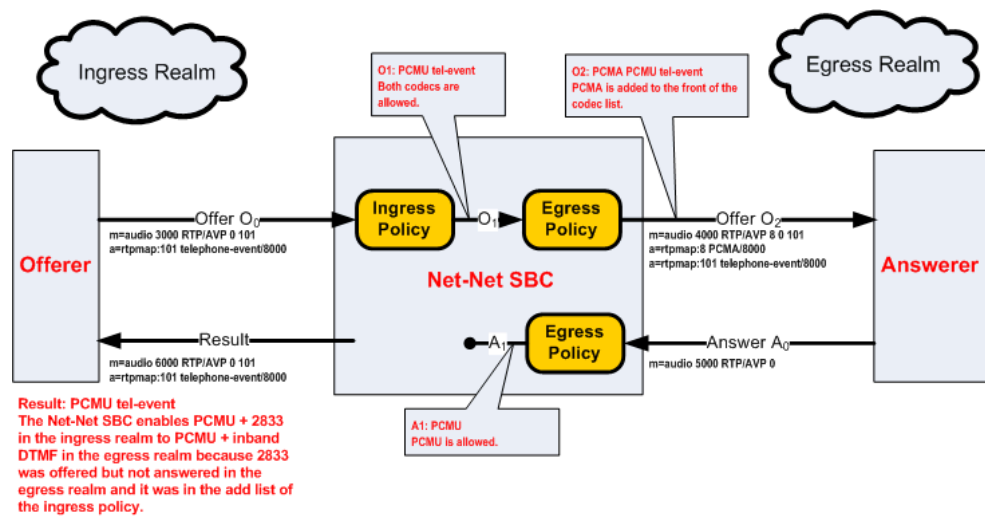 Ingress Realm
Egress Realm
O1: PCMU tel-event
Both codecs are
allowed.
O2: PCMA PCMU tel-event
PCMA is added to the front of the
codec list.
Offerer
Offer O0
m=audio 3000 RTP/AVP 0 101
a=rtpmap:101 telephone-event/8000
Ingress
Policy
O1
Egress
Policy
Net-Net SBC
Offer O2
m=audio 4000 RTP/AVP 8 0 101
a=rtpmap:8 PCMA/8000
a=rtpmap:101 telephone-event/8000
Answerer
Result
m=audio 6000 RTP/AVP 0 101
a=rtpmap:101 telephone-event/8000
A1
Egress
Policy
Answer A0
m=audio 5000 RTP/AVP 0
A1: PCMU
PCMU is allowed.
Result: PCMU tel-event
The Net-Net SBC enables PCMU + 2833
in the ingress realm to PCMU + inband
DTMF in the egress realm because 2833
was offered but not answered in the
egress realm and it was in the add list of
the ingress policy.